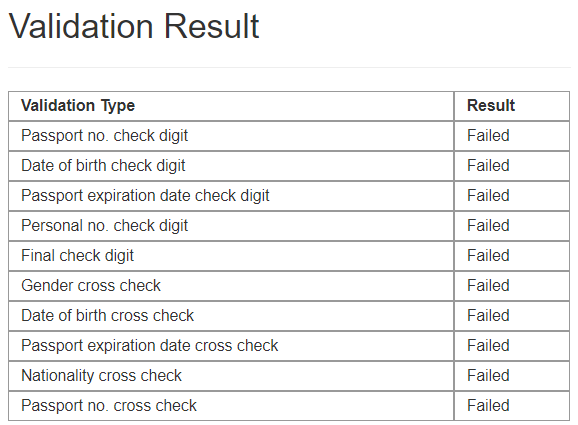 Validation Result
Validation Type Result
Passport no. check digit Failed
Date of birth check digit Failed
Passport expiration date check digit Failed
Personal no. check digit Failed
Final check digit Failed
Gender cross check Failed
Date of birth cross check Failed
Passport expiration date cross check Failed
Nationality cross check Failed
Passport no. cross check Failed